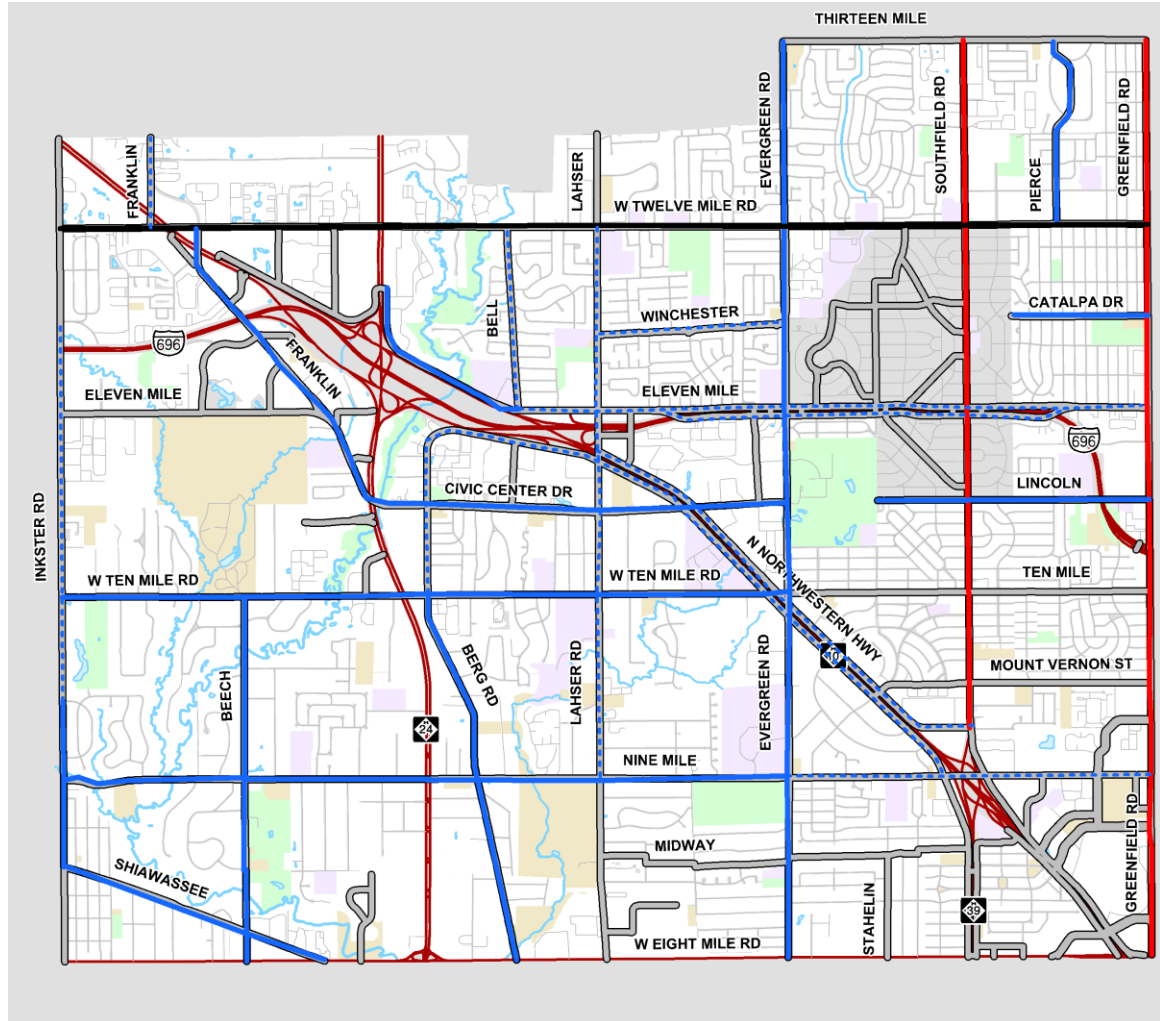 THIRTEEN MILE
EVERGREEN RD
SOUTHFIELD RD
PIERCE
GREENFIELD RD
FRANKLIN
LAHSER
W TWELVE MILE RD
BELL
WINCHESTER
CATALPA DR
696
FRANKLIN
ELEVEN MILE
ELEVEN MILE
696
INKSTER RD
CIVIC CENTER DR
LINCOLN
W TEN MILE RD
W TEN MILE RD
N NORTHWESTERN HWY
TEN MILE
10
BEECH
BERG RD
LAHSER RD
EVERGREEN RD
MOUNT VERNON ST
24
NINE MILE
SHIAWASSEE
MIDWAY
STAHELIN
GREENFIELD RD
39
W EIGHT MILE RD